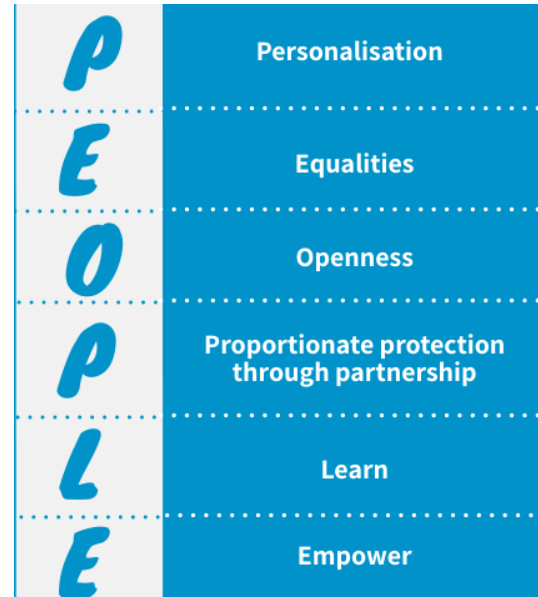 P Personalisation
E Equalities
O Openness
P Proportionate protection
through partnership
L Learn
E Empower